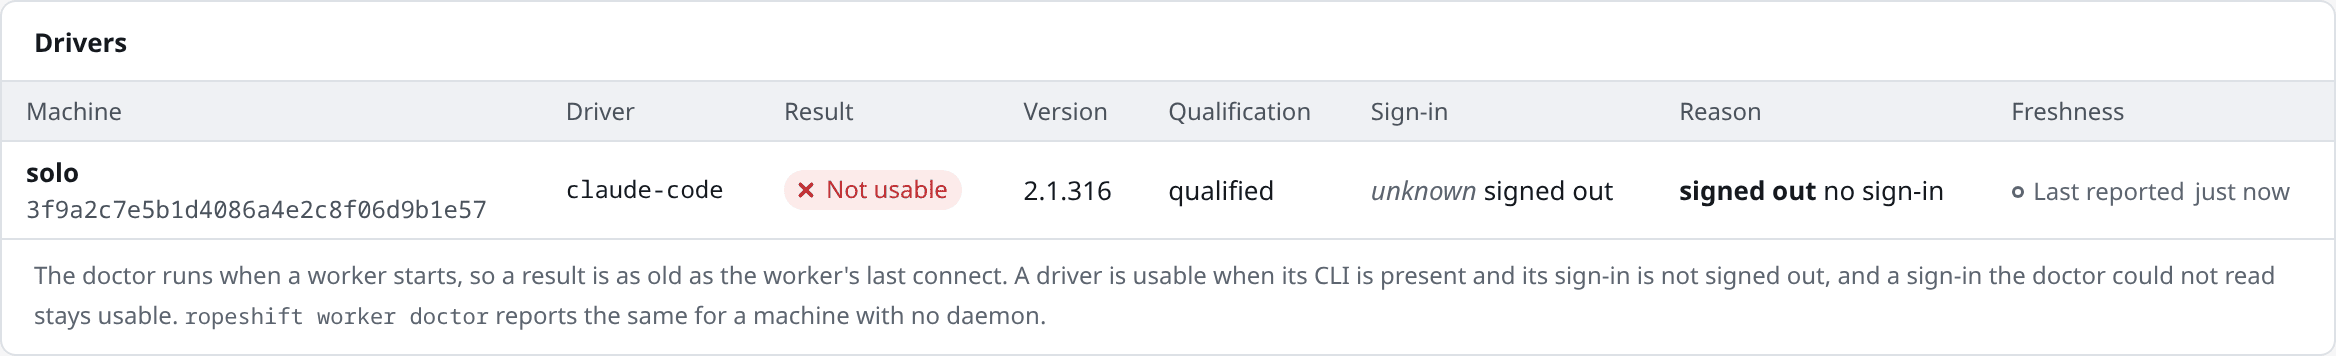 Drivers
Machine Driver Result Version Qualification Sign-in Reason Freshness
solo
3f9a2c7e5b1d4086a4e2c8f06d9b1e57 claude-code Not usable 2.1.316 qualified unknown signed out signed out no sign-in Last reported just now
The doctor runs when a worker starts, so a result is as old as the worker's last connect. A driver is usable when its CLI is present and its sign-in is not signed out, and a sign-in the doctor could not read
stays usable. ropeshift worker doctor reports the same for a machine with no daemon.